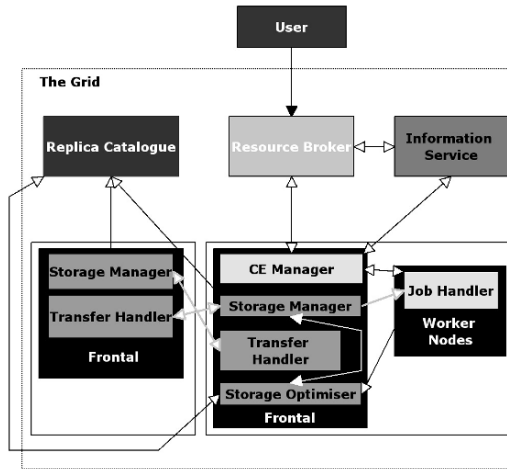 User
The Grid
Replica Catalogue
Resource Broker
Information
Service
Storage Manager
Transfer Handler
Frontal
CE Manager
Storage Manager
Transfer
Handler
Storage Optimiser
Frontal
Job Handler
Worker
Nodes